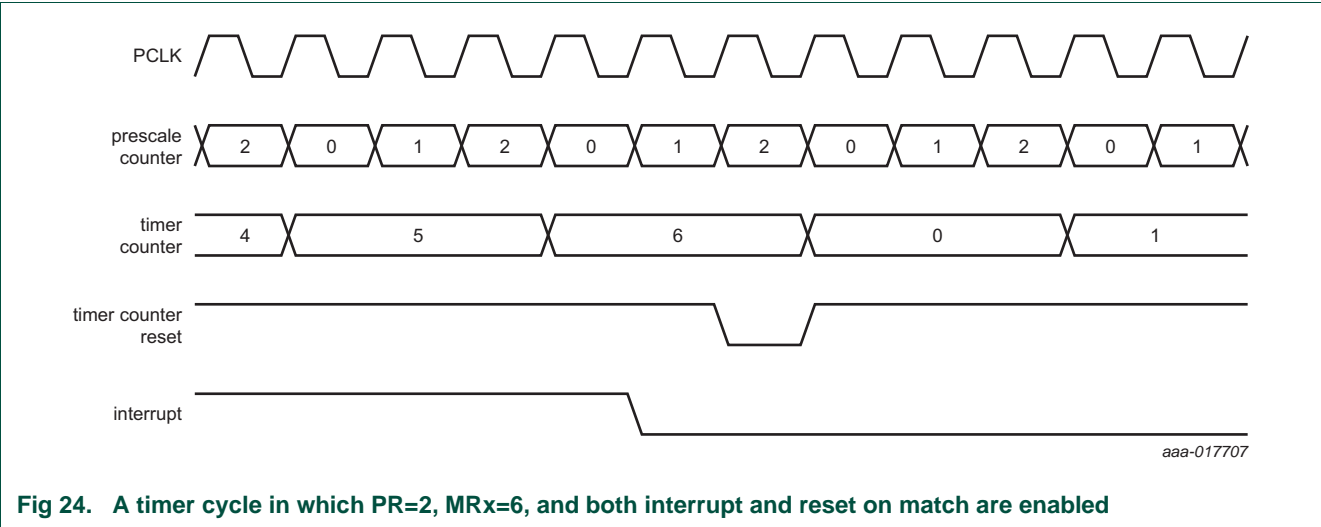 PCLK
prescale
counter
2 0 1 2 0 1 2 0 1 2 0 1
timer
counter
4 5 6 0 1
timer counter
reset
interrupt
aaa-017707
Fig 24. A timer cycle in which PR=2, MRx=6, and both interrupt and reset on match are enabled